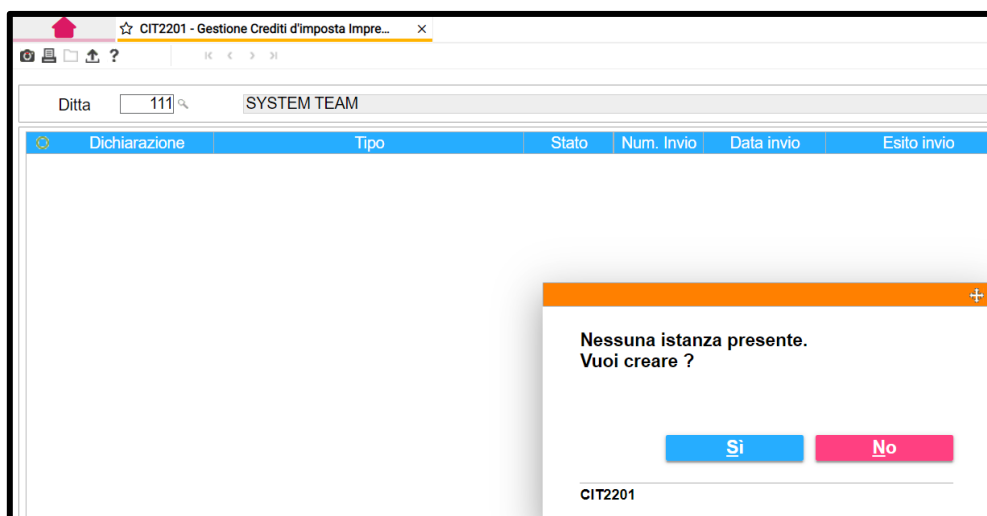 CIT2201 - Gestione Crediti d'imposta Impre...
?
Ditta 111 SYSTEM TEAM
Dichiarazione Tipo Stato Num. Invio Data invio Esito invio
Nessuna istanza presente.
Vuoi creare ?
Sì No
CIT2201